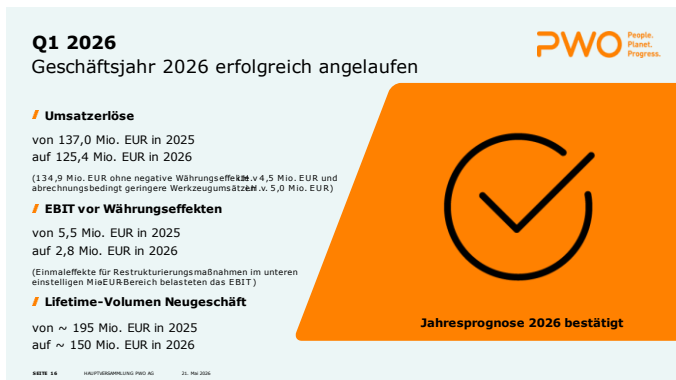 Q1 2026
Geschäftsjahr 2026 erfolgreich angelaufen
PWO
People.
Planet.
Progress.
Umsatzerlöse
von 137,0 Mio. EUR in 2025
auf 125,4 Mio. EUR in 2026
(134,9 Mio. EUR ohne negative Währungseffekte i.H.v. 4,5 Mio. EUR und
abrechnungsbedingt geringere Werkzeugumsätze i.H.v. 5,0 Mio. EUR)
EBIT vor Währungseffekten
von 5,5 Mio. EUR in 2025
auf 2,8 Mio. EUR in 2026
(Einmaleffekte für Restrukturierungsmaßnahmen im unteren
einstelligen Mio-EUR-Bereich belasteten das EBIT)
Lifetime-Volumen Neugeschäft
von ~ 195 Mio. EUR in 2025
auf ~ 150 Mio. EUR in 2026
Jahresprognose 2026 bestätigt
SEITE 16 HAUPTVERSAMMLUNG PWO AG 21. Mai 2026